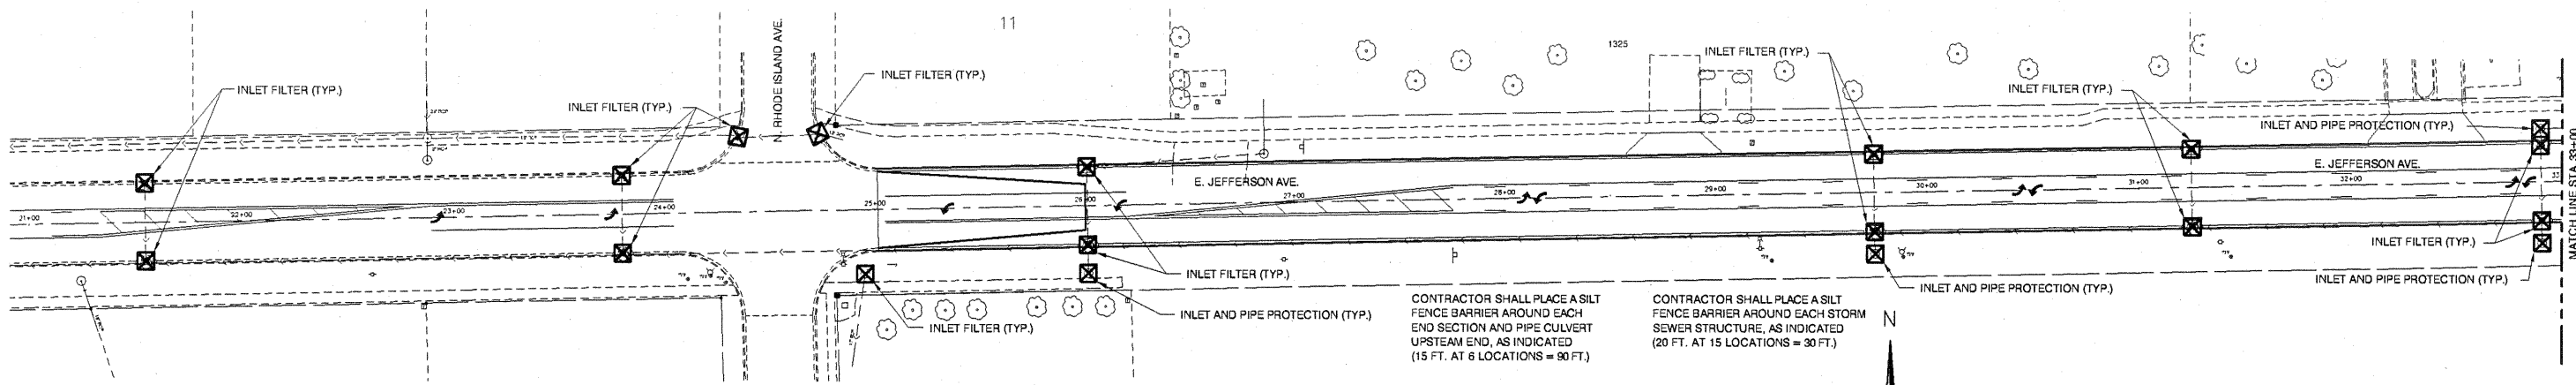 11
N. RHODE ISLAND AVE.
1325
INLET FILTER (TYP.)
INLET FILTER (TYP.)
INLET FILTER (TYP.)
INLET FILTER (TYP.)
INLET FILTER (TYP.)
INLET AND PIPE PROTECTION (TYP.)
E. JEFFERSON AVE.
E. JEFFERSON AVE.
21+00
22+00
23+00
24+00
25+00
26+00
27+00
28+00
29+00
30+00
31+00
32+00
33
MATCH LINE STA. 33+00
INLET FILTER (TYP.)
INLET FILTER (TYP.)
INLET AND PIPE PROTECTION (TYP.)
INLET AND PIPE PROTECTION (TYP.)
INLET AND PIPE PROTECTION (TYP.)
INLET FILTER (TYP.)
CONTRACTOR SHALL PLACE A SILT
FENCE BARRIER AROUND EACH
END SECTION AND PIPE CULVERT
UPSTEAM END, AS INDICATED
(15 FT. AT 6 LOCATIONS = 90 FT.)
CONTRACTOR SHALL PLACE A SILT
FENCE BARRIER AROUND EACH STORM
SEWER STRUCTURE, AS INDICATED
(20 FT. AT 15 LOCATIONS = 30 FT.)
N